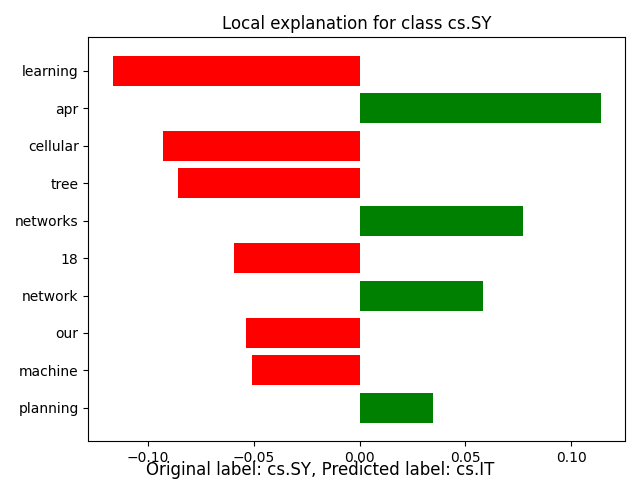 Local explanation for class cs.SY
learning
apr
cellular
tree
networks
18
network
our
machine
planning
−0.10 −0.05 0.00 0.05 0.10
Original label: cs.SY, Predicted label: cs.IT